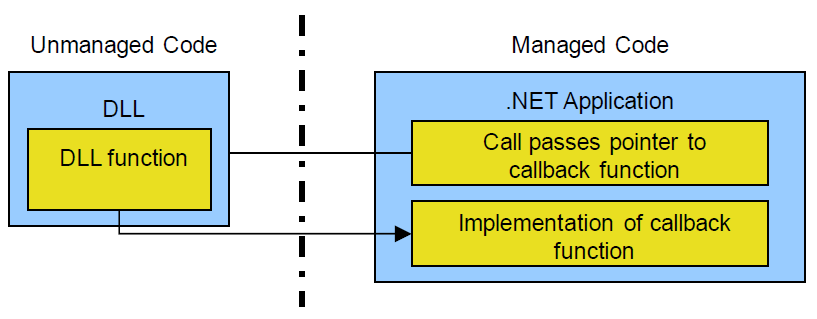 Unmanaged Code
Managed Code
DLL
DLL function
.NET Application
Call passes pointer to
callback function
Implementation of callback
function